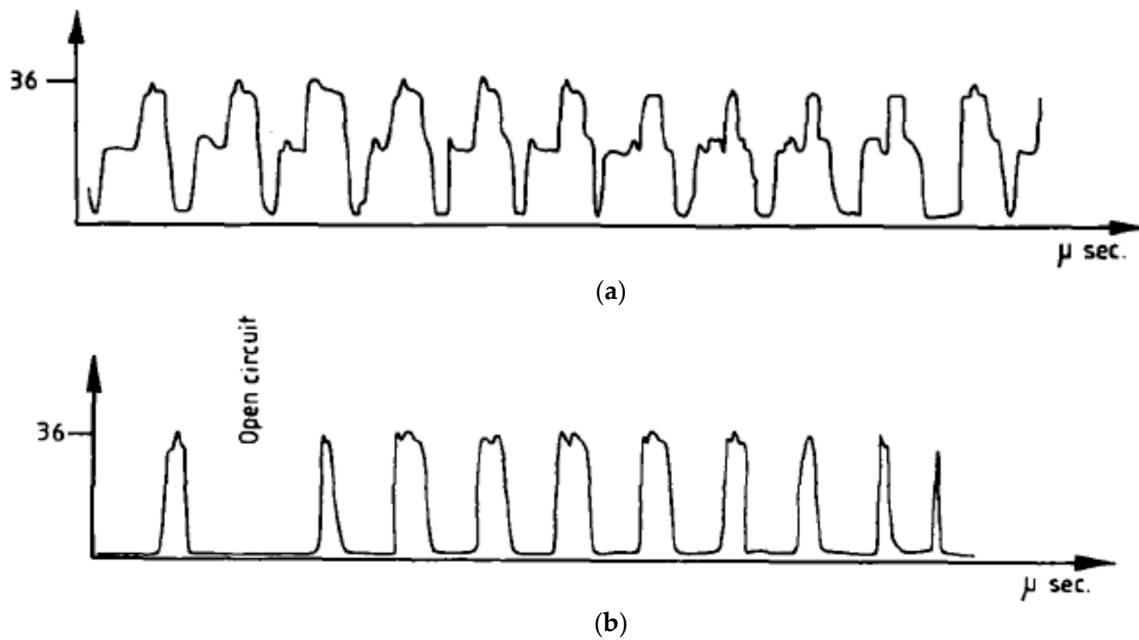 36
μ sec.
(a)
Open circuit
36
μ sec.
(b)